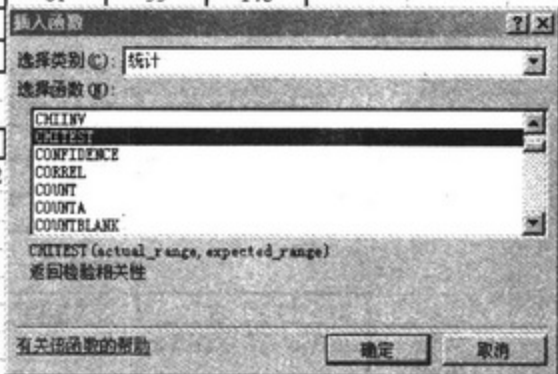 插入函数
选择类别(C): 统计
选择函数(N):
CHIINV
CHITEST
CONFIDENCE
CORREL
COUNT
COUNTA
COUNTBLANK
CHITEST(actual_range,expected_range)
返回检验相关性
有关该函数的帮助
确定
取消